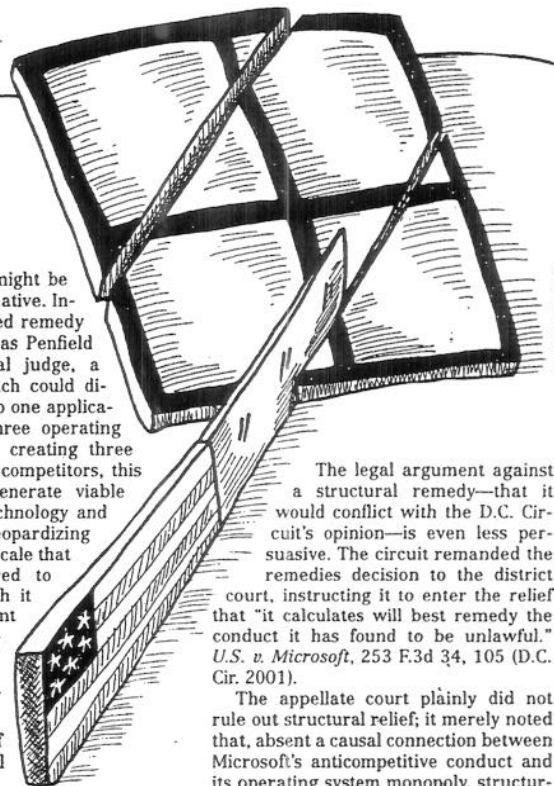 might be
ative. In-
ed remedy
as Penfield
al judge, a
ich could di-
o one applica-
hree operating
creating three
competitors, this
enerate viable
chnology and
opardizing
cale that
ed to
h it
nt
f
l
The legal argument against
a structural remedy—that it
would conflict with the D.C. Cir-
cuit's opinion—is even less per-
suasive. The circuit remanded the
remedies decision to the district
court, instructing it to enter the relief
that "it calculates will best remedy the
conduct it has found to be unlawful."
U.S. v. Microsoft, 253 F.3d 34, 105 (D.C.
Cir. 2001).
The appellate court plainly did not
rule out structural relief; it merely noted
that, absent a causal connection between
Microsoft's anticompetitive conduct and
its operating system monopoly, structur-